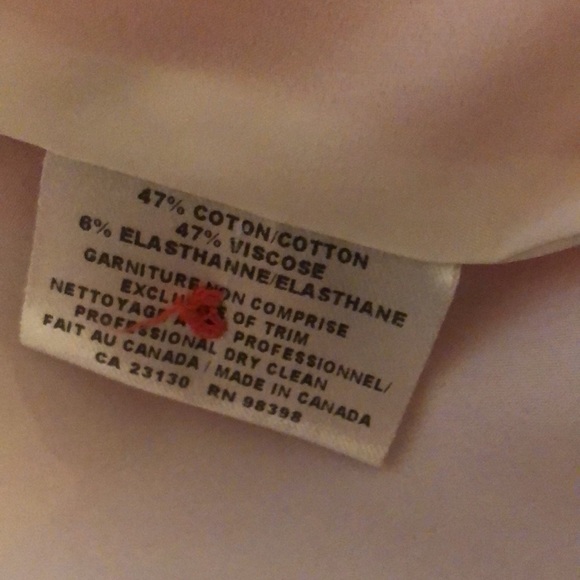 47% COTON/COTTON
47% VISCOSE
6% ELASTHANNE/ELASTHANE
GARNITURE NON COMPRISE
OF TRIM
NETTOYAGE PROFESSIONNEL/
PROFESSIONAL DRY CLEAN
FAIT AU CANADA / MADE IN CANADA
CA 23130 RN 98398